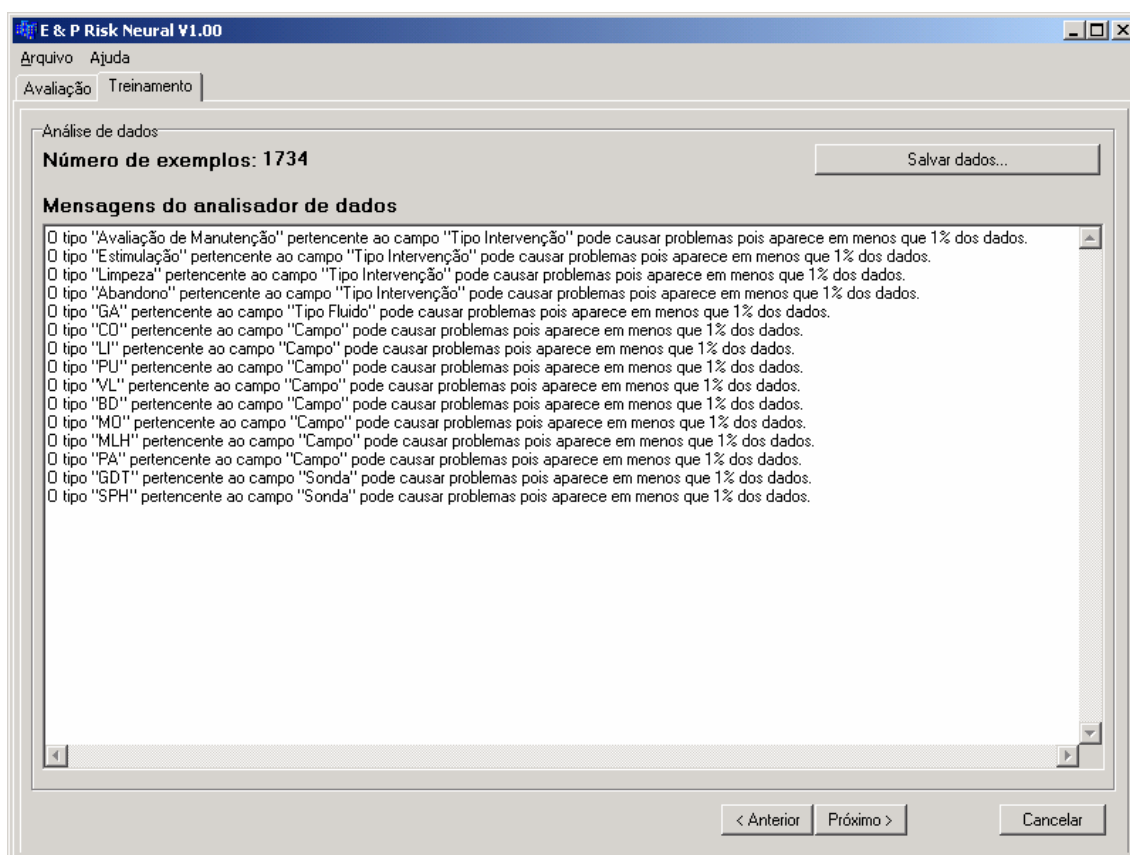 E & P Risk Neural V1.00
Arquivo Ajuda
Avaliação Treinamento
Análise de dados
Número de exemplos: 1734
Salvar dados...
Mensagens do analisador de dados
O tipo "Avaliação de Manutenção" pertencente ao campo "Tipo Intervenção" pode causar problemas pois aparece em menos que 1% dos dados.
O tipo "Estimulação" pertencente ao campo "Tipo Intervenção" pode causar problemas pois aparece em menos que 1% dos dados.
O tipo "Limpeza" pertencente ao campo "Tipo Intervenção" pode causar problemas pois aparece em menos que 1% dos dados.
O tipo "Abandono" pertencente ao campo "Tipo Intervenção" pode causar problemas pois aparece em menos que 1% dos dados.
O tipo "GA" pertencente ao campo "Tipo Fluido" pode causar problemas pois aparece em menos que 1% dos dados.
O tipo "CO" pertencente ao campo "Campo" pode causar problemas pois aparece em menos que 1% dos dados.
O tipo "LI" pertencente ao campo "Campo" pode causar problemas pois aparece em menos que 1% dos dados.
O tipo "PU" pertencente ao campo "Campo" pode causar problemas pois aparece em menos que 1% dos dados.
O tipo "VL" pertencente ao campo "Campo" pode causar problemas pois aparece em menos que 1% dos dados.
O tipo "BD" pertencente ao campo "Campo" pode causar problemas pois aparece em menos que 1% dos dados.
O tipo "MO" pertencente ao campo "Campo" pode causar problemas pois aparece em menos que 1% dos dados.
O tipo "MLH" pertencente ao campo "Campo" pode causar problemas pois aparece em menos que 1% dos dados.
O tipo "PA" pertencente ao campo "Campo" pode causar problemas pois aparece em menos que 1% dos dados.
O tipo "GDT" pertencente ao campo "Sonda" pode causar problemas pois aparece em menos que 1% dos dados.
O tipo "SPH" pertencente ao campo "Sonda" pode causar problemas pois aparece em menos que 1% dos dados.
< Anterior Próximo > Cancelar